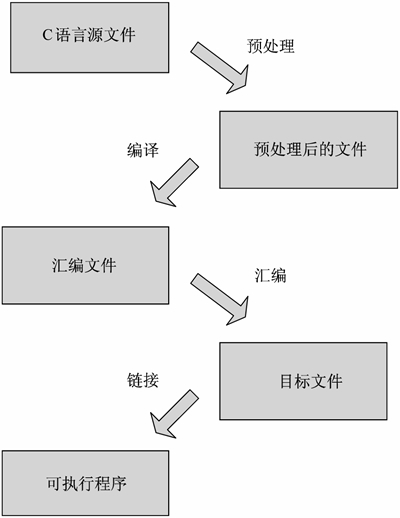 C语言源文件
预处理
预处理后的文件
编译
汇编文件
汇编
目标文件
链接
可执行程序